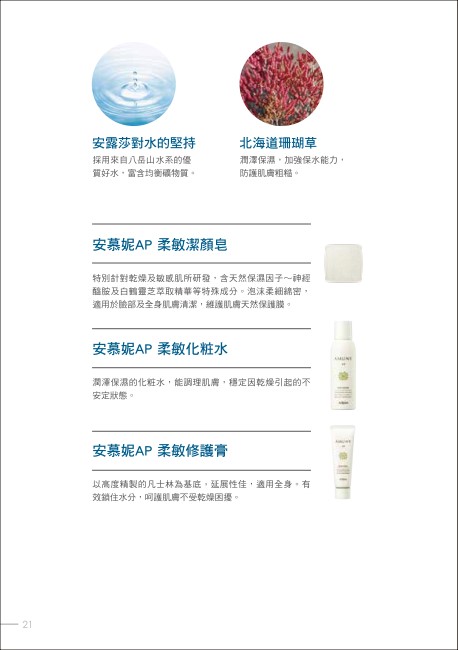 安露莎對水的堅持
採用來自八岳山水系的優
質好水，富含均衡礦物質。
北海道珊瑚草
潤澤保濕，加強保水能力，
防護肌膚粗糙。
安慕妮AP 柔敏潔顏皂
特別針對乾燥及敏感肌所研發，含天然保濕因子～神經
醯胺及白鶴靈芝萃取精華等特殊成分。泡沫柔細綿密，
適用於臉部及全身肌膚清潔，維護肌膚天然保護膜。
安慕妮AP 柔敏化粧水
潤澤保濕的化粧水，能調理肌膚，穩定因乾燥引起的不
安定狀態。
安慕妮AP 柔敏修護膏
以高度精製的凡士林為基底，延展性佳，適用全身。有
效鎖住水分，呵護肌膚不受乾燥困擾。
21